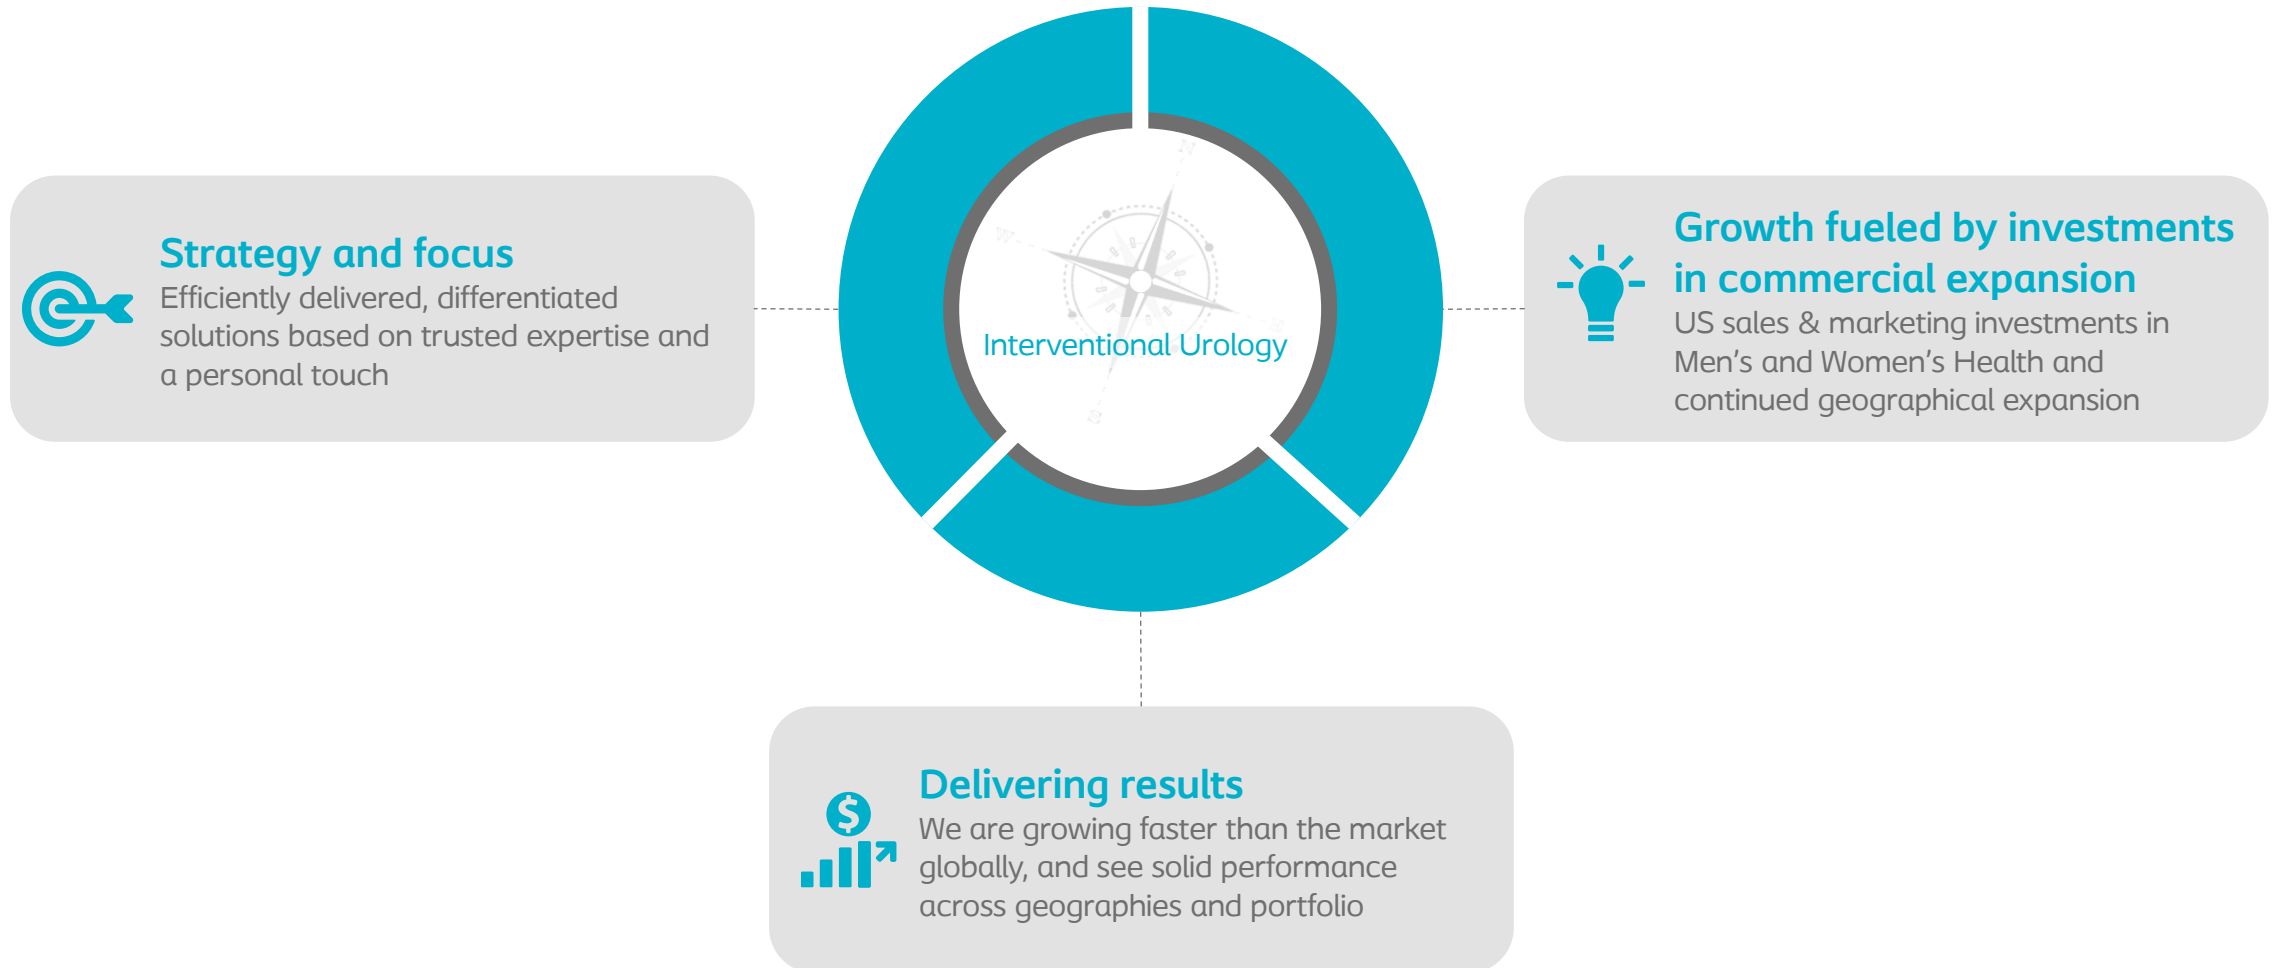 Strategy and focus
Efficiently delivered, differentiated
solutions based on trusted expertise and
a personal touch
N
W
Interventional Urology
Growth fueled by investments
in commercial expansion
US sales & marketing investments in
Men's and Women's Health and
continued geographical expansion
$
Delivering results
We are growing faster than the market
globally, and see solid performance
across geographies and portfolio